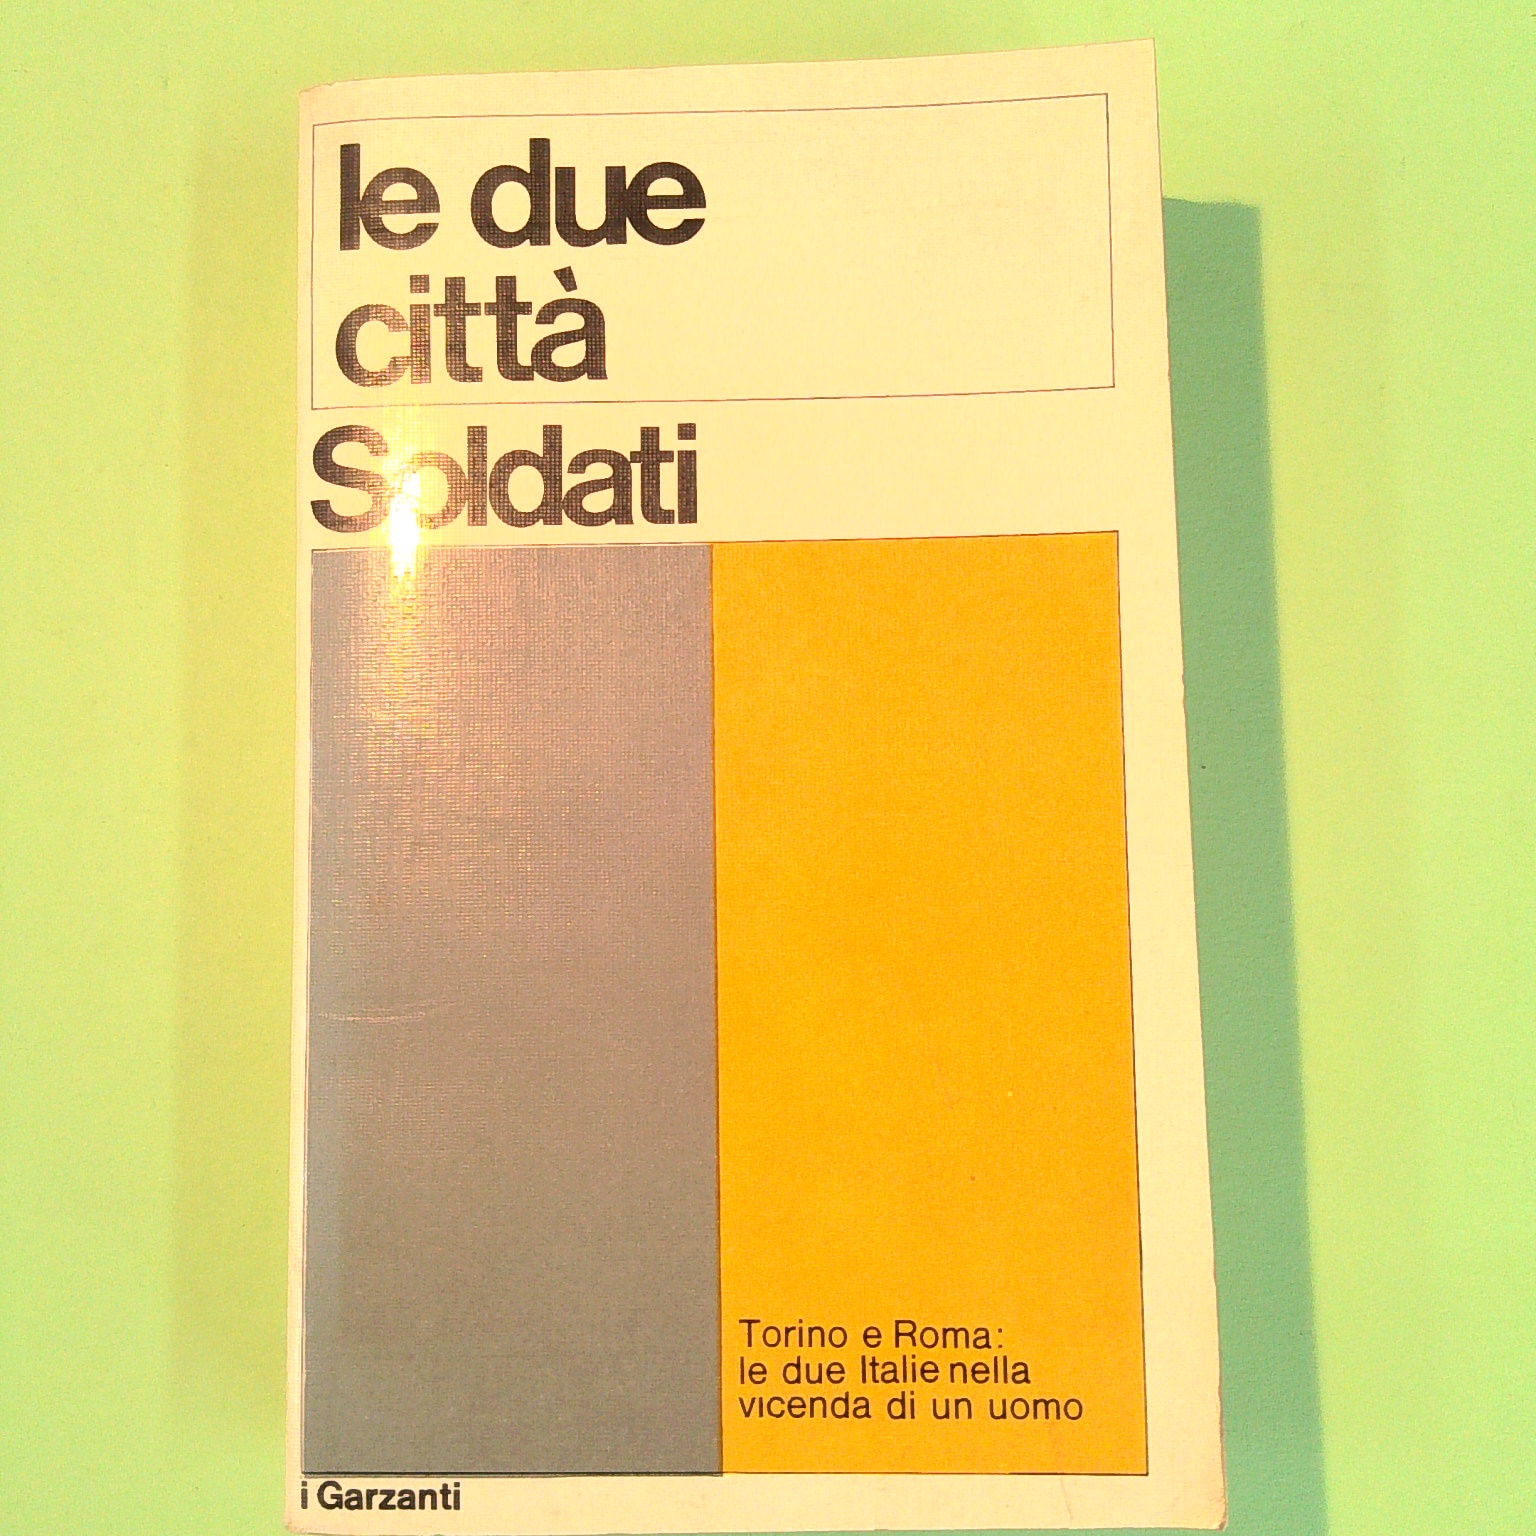 le due
città
Soldati
Torino e Roma:
le due Italie nella
vicenda di un uomo
i Garzanti